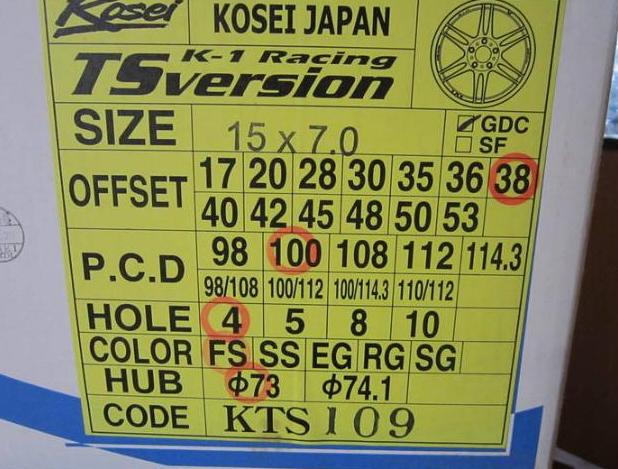 Kosei
KOSEI JAPAN
K-1 Racing
TSversion
SIZE 15 x 7.0 GDC
SF
OFFSET 17 20 28 30 35 36 38
40 42 45 48 50 53
P.C.D 98 100 108 112 114.3
98/108 100/112 100/114.3 110/112
HOLE 4 5 8 10
COLOR FS SS EG RG SG
HUB Φ73 Φ74.1
CODE KTS109